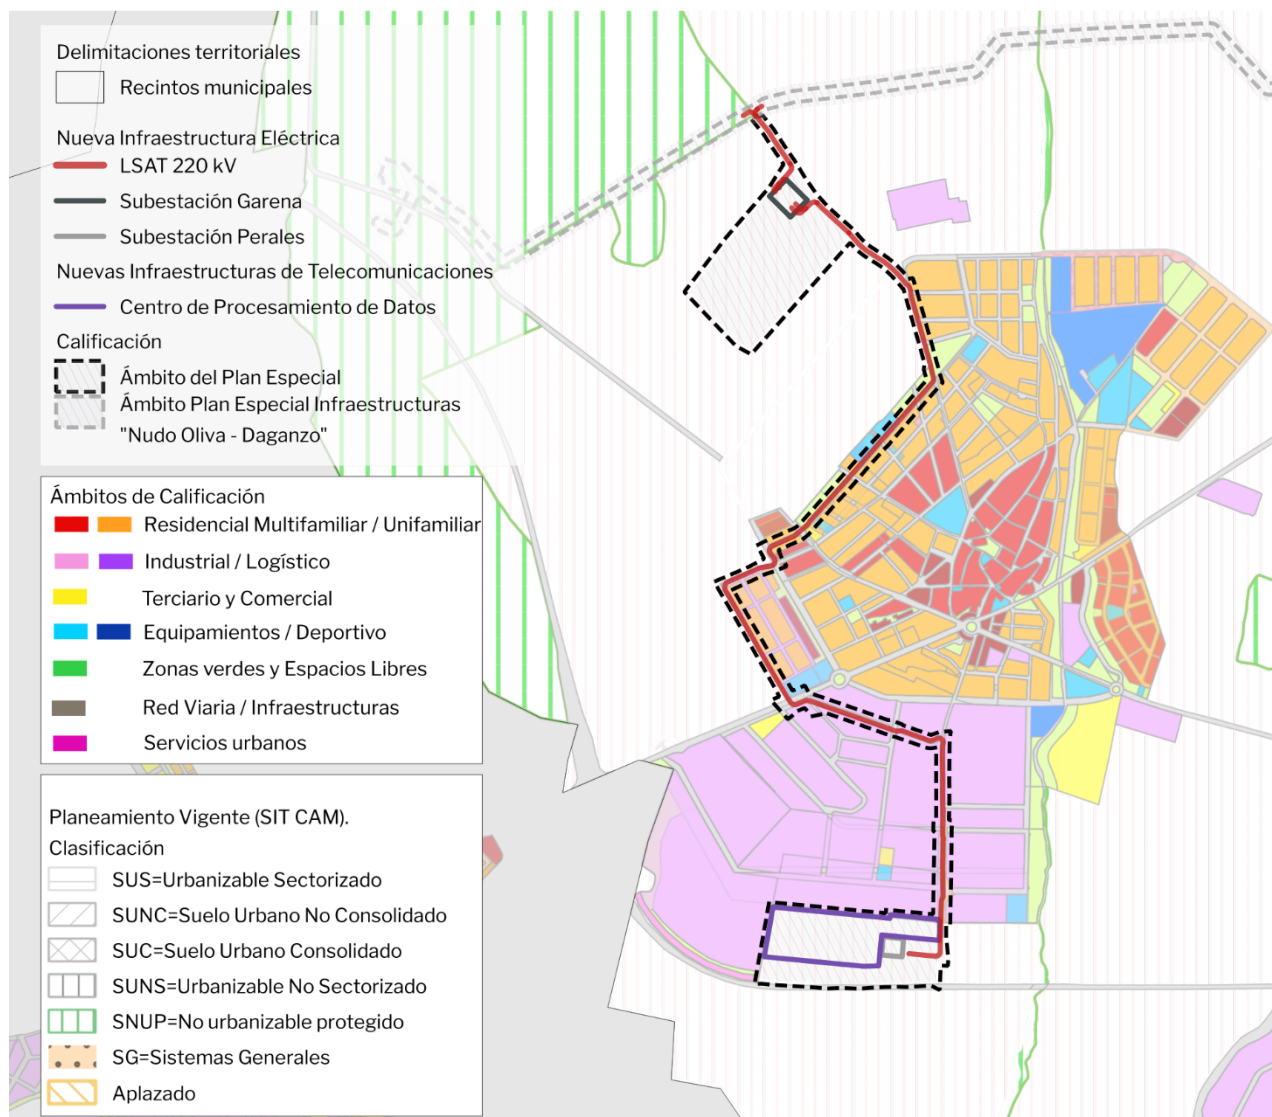 Delimitaciones territoriales
Recintos municipales
Nueva Infraestructura Eléctrica
LSAT 220 kV
Subestación Garena
Subestación Perales
Nuevas Infraestructuras de Telecomunicaciones
Centro de Procesamiento de Datos
Calificación
Ámbito del Plan Especial
Ámbito Plan Especial Infraestructuras
"Nudo Oliva - Daganzo"
Ámbitos de Calificación
Residencial Multifamiliar / Unifamiliar
Industrial / Logístico
Terciario y Comercial
Equipamientos / Deportivo
Zonas verdes y Espacios Libres
Red Viaria / Infraestructuras
Servicios urbanos
Planeamiento Vigente (SIT CAM).
Clasificación
SUS=Urbanizable Sectorizado
SUNC=Suelo Urbano No Consolidado
SUC=Suelo Urbano Consolidado
SUNS=Urbanizable No Sectorizado
SNUP=No urbanizable protegido
SG=Sistemas Generales
Aplazado